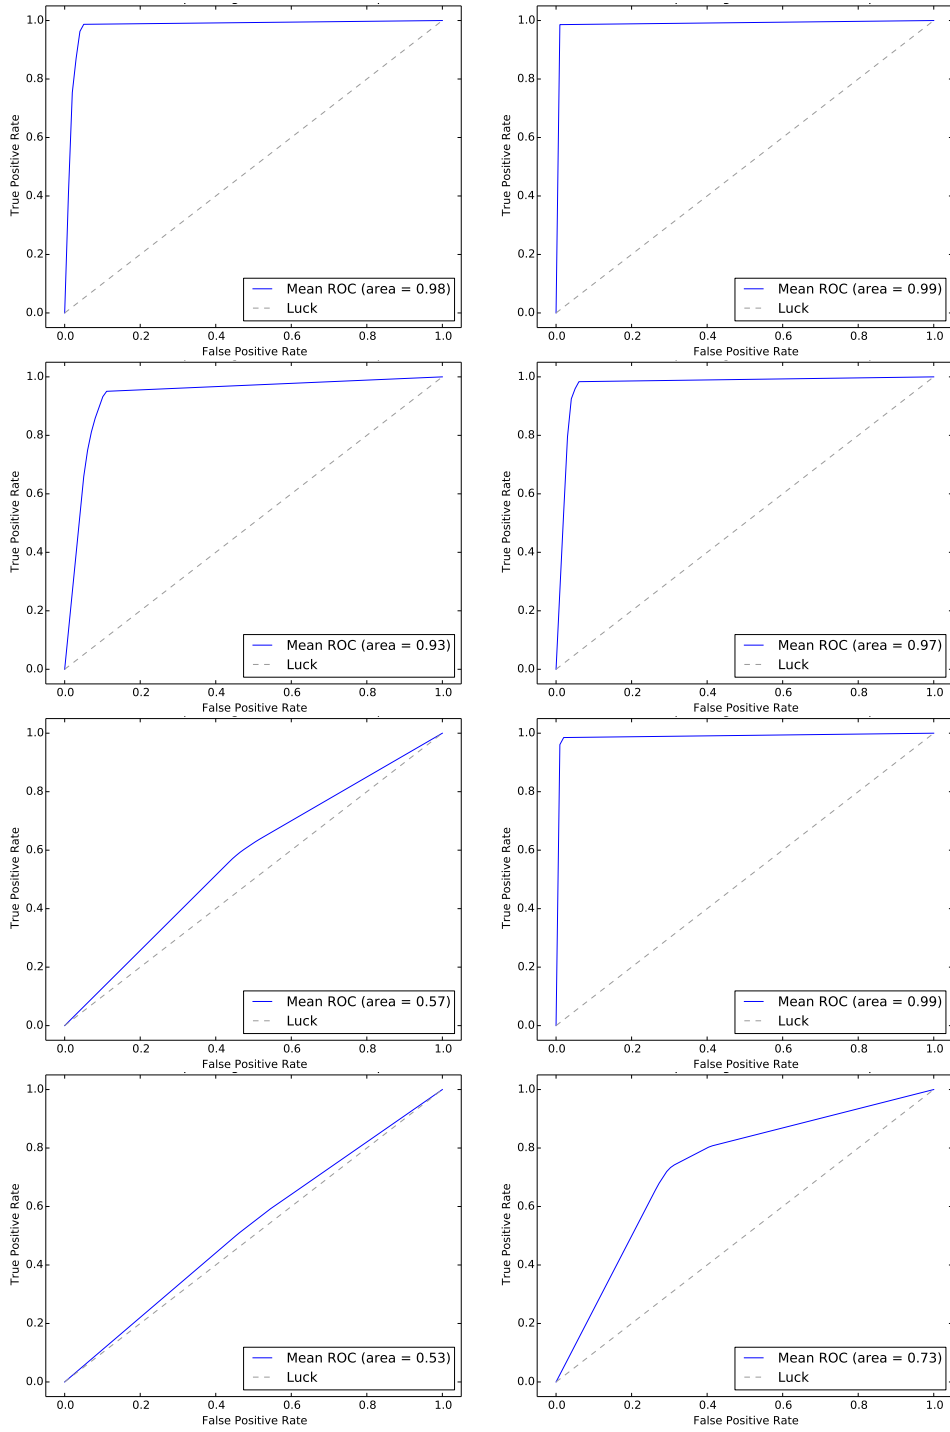 1.0
0.8
0.6
0.4
0.2
0.0
True Positive Rate
Mean ROC (area = 0.98)
Luck
0.0 0.2 0.4 0.6 0.8 1.0
False Positive Rate
1.0
0.8
0.6
0.4
0.2
0.0
True Positive Rate
Mean ROC (area = 0.99)
Luck
0.0 0.2 0.4 0.6 0.8 1.0
False Positive Rate
1.0
0.8
0.6
0.4
0.2
0.0
True Positive Rate
Mean ROC (area = 0.93)
Luck
0.0 0.2 0.4 0.6 0.8 1.0
False Positive Rate
1.0
0.8
0.6
0.4
0.2
0.0
True Positive Rate
Mean ROC (area = 0.97)
Luck
0.0 0.2 0.4 0.6 0.8 1.0
False Positive Rate
1.0
0.8
0.6
0.4
0.2
0.0
True Positive Rate
Mean ROC (area = 0.57)
Luck
0.0 0.2 0.4 0.6 0.8 1.0
False Positive Rate
1.0
0.8
0.6
0.4
0.2
0.0
True Positive Rate
Mean ROC (area = 0.99)
Luck
0.0 0.2 0.4 0.6 0.8 1.0
False Positive Rate
1.0
0.8
0.6
0.4
0.2
0.0
True Positive Rate
Mean ROC (area = 0.53)
Luck
0.0 0.2 0.4 0.6 0.8 1.0
False Positive Rate
1.0
0.8
0.6
0.4
0.2
0.0
True Positive Rate
Mean ROC (area = 0.73)
Luck
0.0 0.2 0.4 0.6 0.8 1.0
False Positive Rate